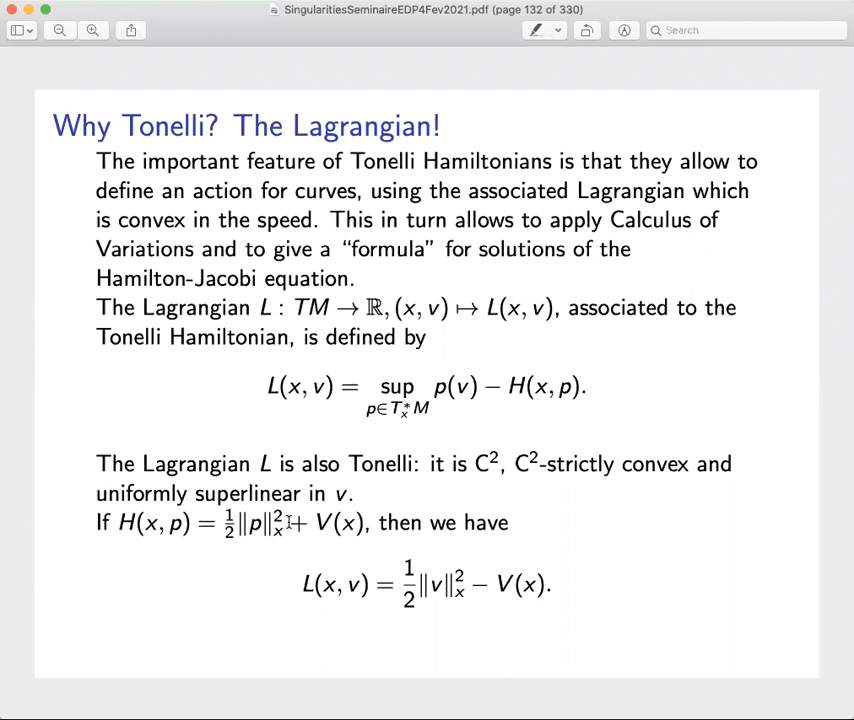 SingularitiesSeminaireEDP4Fev2021.pdf (page 132 of 330)
Search
Why Tonelli? The Lagrangian!
The important feature of Tonelli Hamiltonians is that they allow to
define an action for curves, using the associated Lagrangian which
is convex in the speed. This in turn allows to apply Calculus of
Variations and to give a “formula” for solutions of the
Hamilton-Jacobi equation.
The Lagrangian L : TM → ℝ, (x, v) ↦ L(x, v), associated to the
Tonelli Hamiltonian, is defined by
L(x, v) = sup_{p∈T*_x M} p(v) − H(x, p).
The Lagrangian L is also Tonelli: it is C², C²-strictly convex and
uniformly superlinear in v.
If H(x, p) = ½‖p‖²_x + V(x), then we have
L(x, v) = ½‖v‖²_x − V(x).